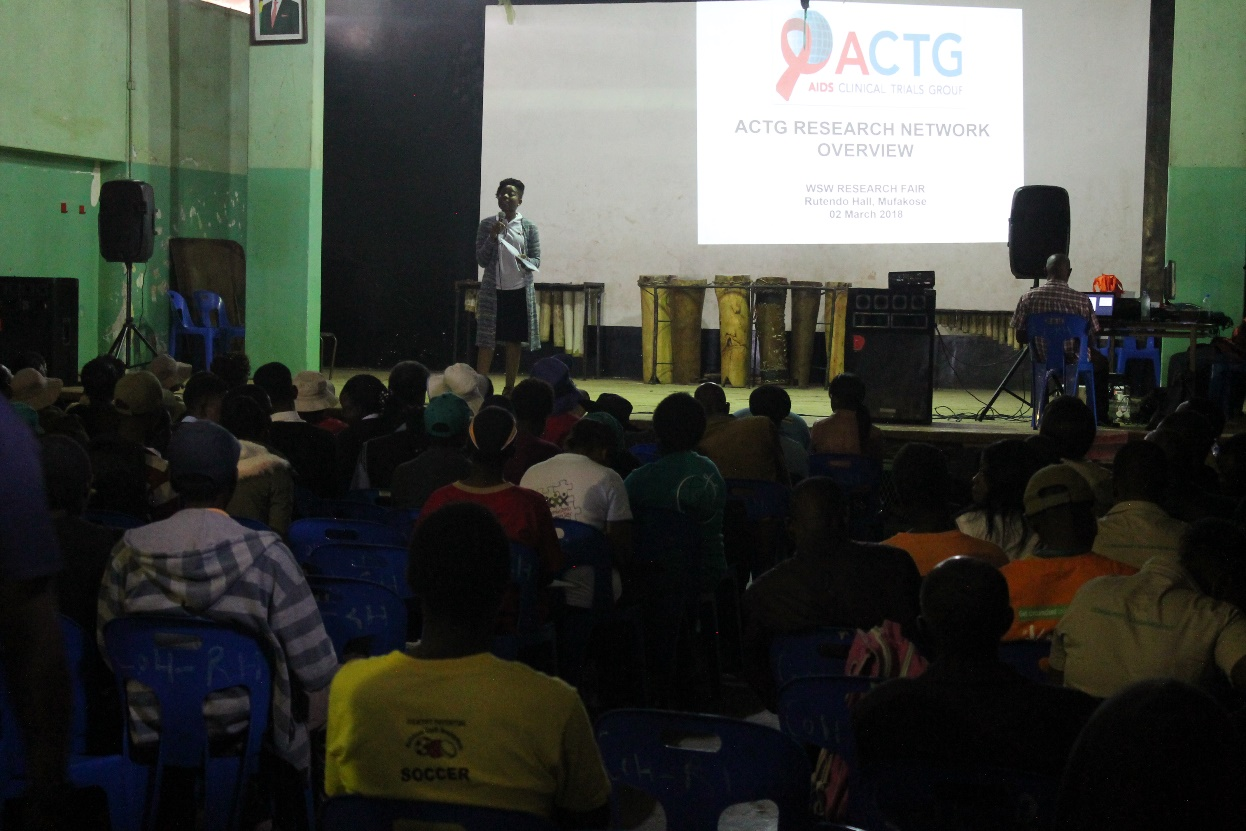 ACTG
AIDS CLINICAL TRIALS GROUP
ACTG RESEARCH NETWORK
OVERVIEW
WSW RESEARCH FAIR
Rutendo Hall, Mufakose
02 March 2018
SOCCER